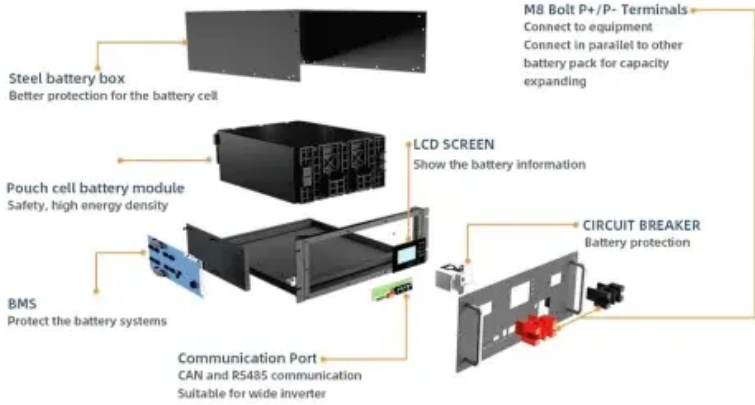 M8 Bolt P+/P- Terminals
Connect to equipment
Connect in parallel to other
battery pack for capacity
expanding
Steel battery box
Better protection for the battery cell
LCD SCREEN
Show the battery information
Pouch cell battery module
Safety, high energy density
CIRCUIT BREAKER
Battery protection
BMS
Protect the battery systems
Communication Port
CAN and RS485 communication
Suitable for wide inverter